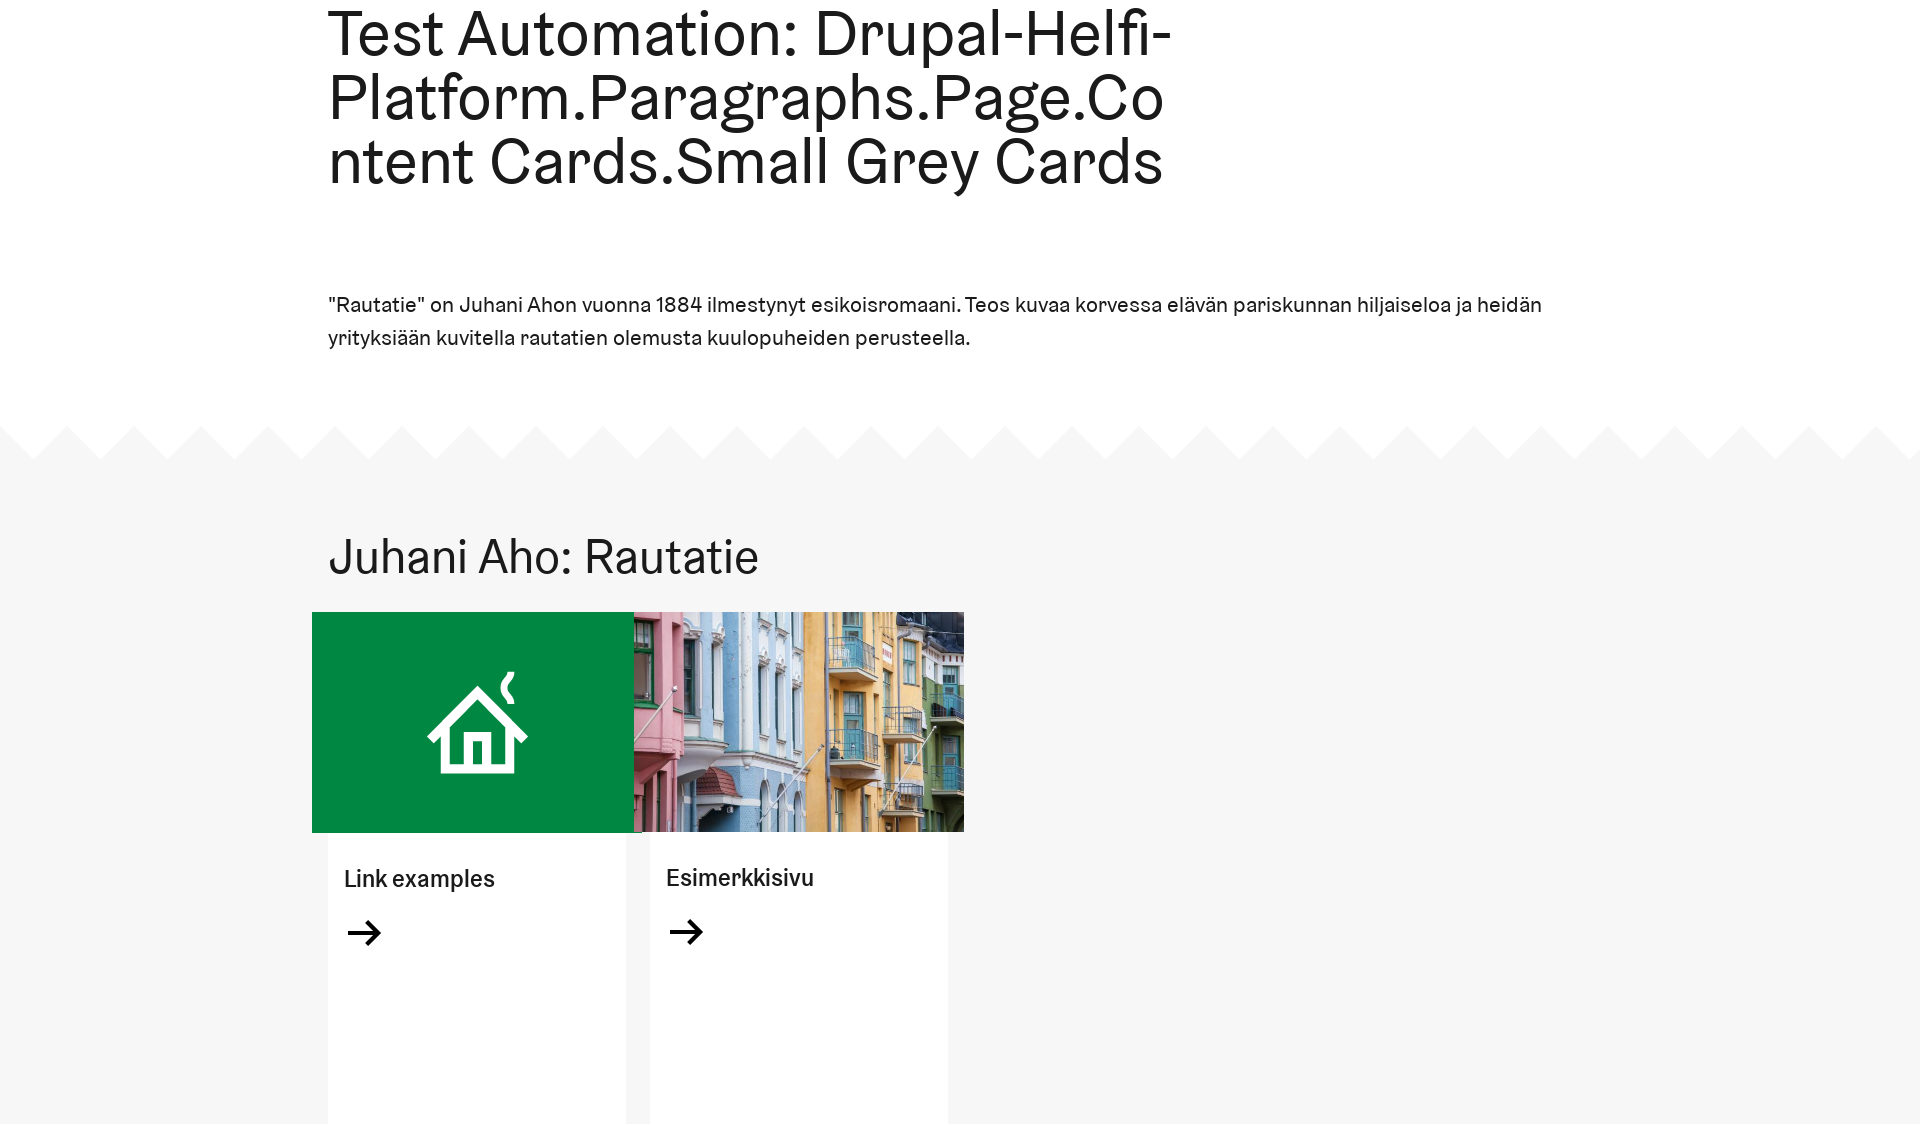 Test Automation: Drupal-Helfi-
Platform.Paragraphs.Page.Co
ntent Cards.Small Grey Cards
"Rautatie" on Juhani Ahon vuonna 1884 ilmestynyt esikoisromaani. Teos kuvaa korvessa elävän pariskunnan hiljaiseloa ja heidän
yrityksiään kuvitella rautatien olemusta kuulopuheiden perusteella.
Juhani Aho: Rautatie
Link examples
Esimerkkisivu